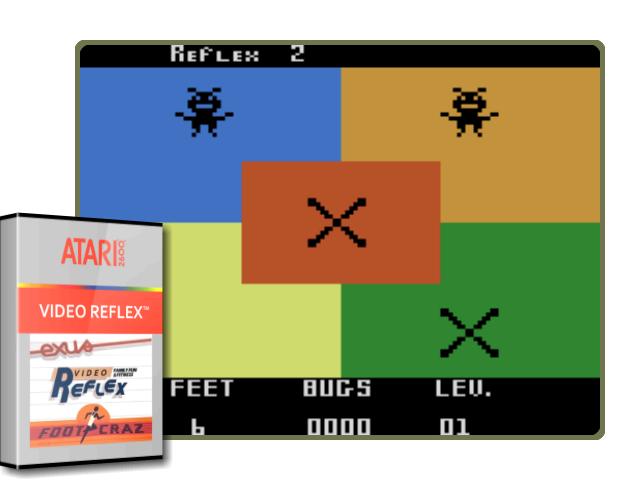 Reflex 2
ATARI
2600
VIDEO REFLEX™
exus
VIDEO FAMILY FUN & FITNESS
REFLEX
FOOT CRAZ
FEET BUGS LEV.
6 0000 01